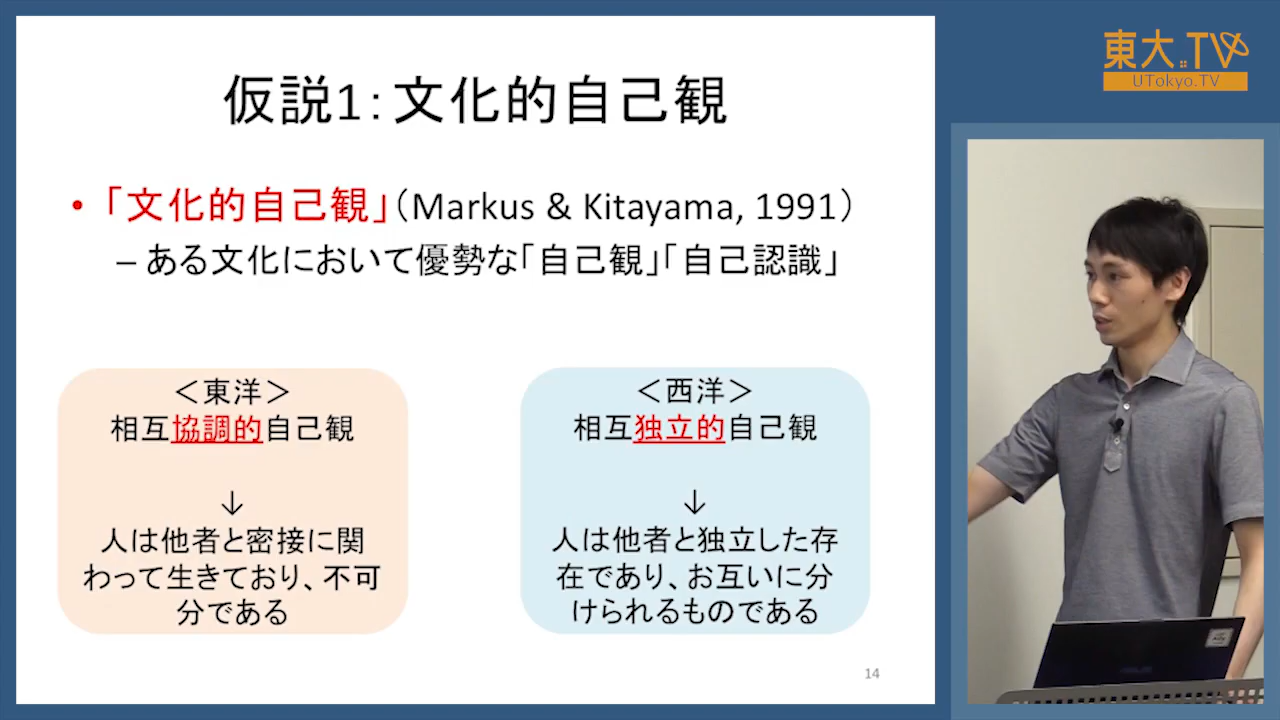 仮説1：文化的自己観
• 「文化的自己観」（Markus & Kitayama, 1991）
– ある文化において優勢な「自己観」「自己認識」
＜東洋＞
相互協調的自己観
↓
人は他者と密接に関
わって生きており、不可
分である
＜西洋＞
相互独立的自己観
↓
人は他者と独立した存
在であり、お互いに分
けられるものである
14
東大.TV
UTokyo.TV